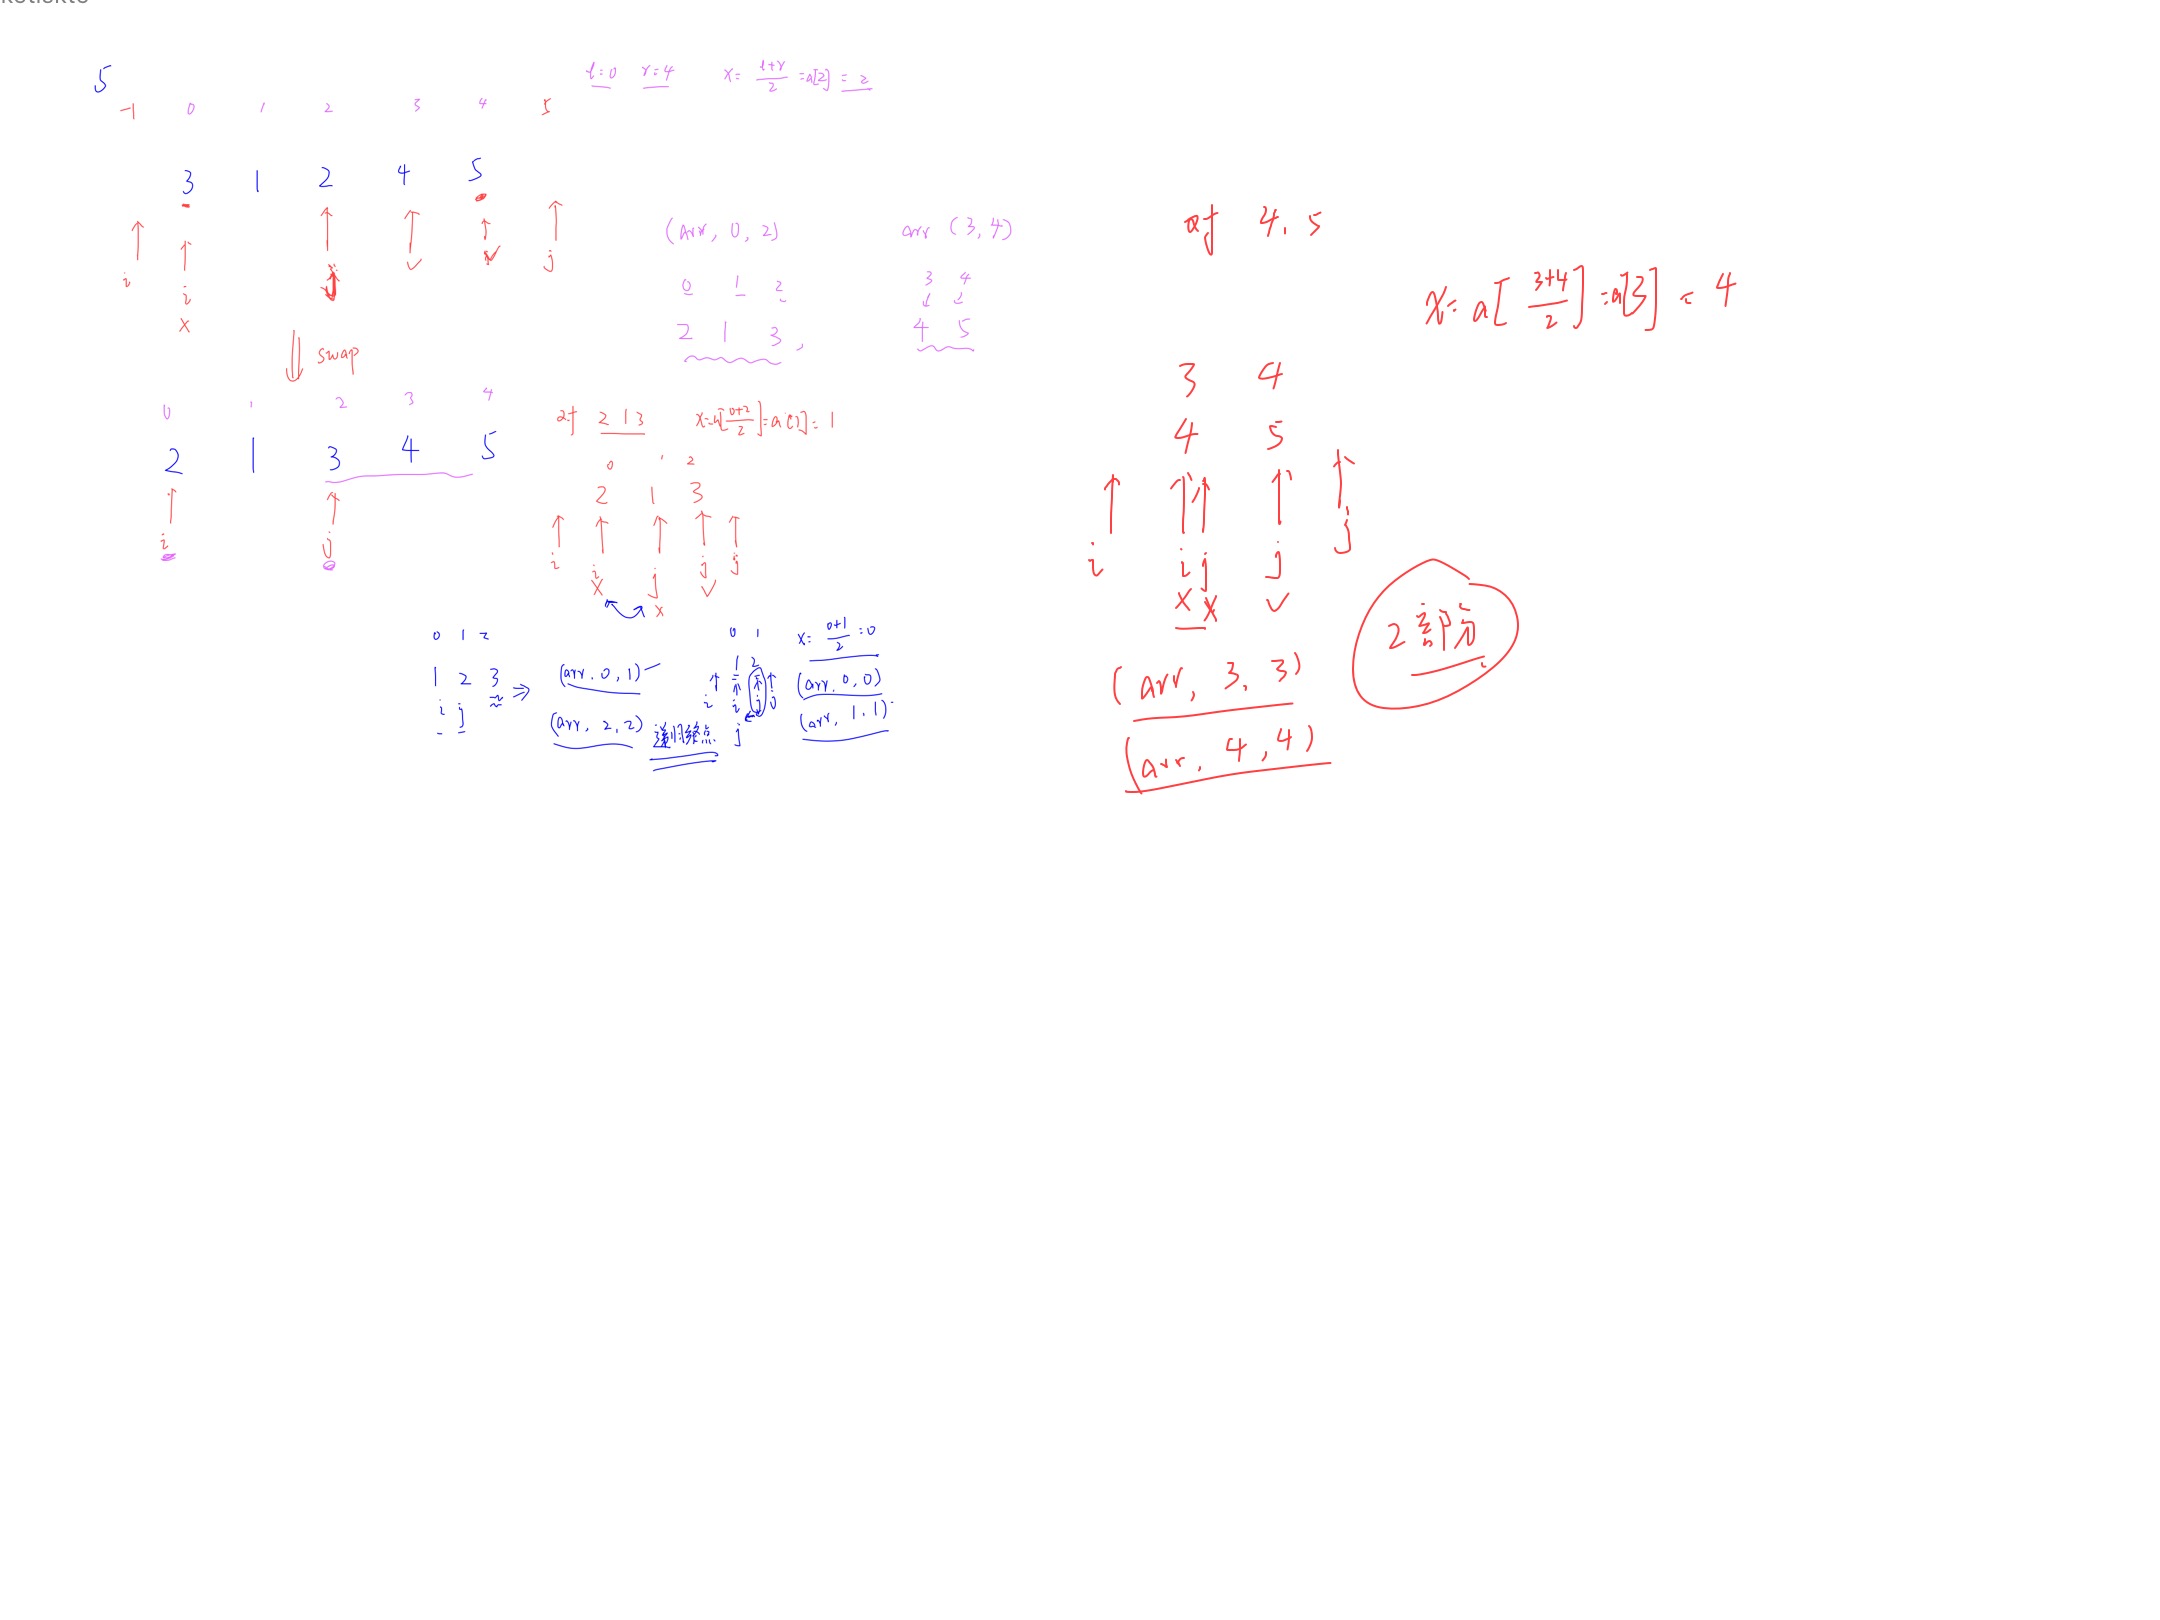 5
l=0 r=4 x= l+r/2 =a[2] = 2
-1 0 1 2 3 4 5
3 1 2 4 5
i i j j
x
swap
0 1 2 3 4
2 1 3 4 5
i j
(arr, 0, 2) arr (3,4)
0 1 2 3 4
2 1 3 , 4 5
对 2 1 3 x=a[0+2/2]=a[1]= 1
0 1 2
2 1 3
i i j j j
x x
0 1 2
1 2 3 ⇒ (arr, 0, 1)
i j (arr, 2, 2) 递归终点
0 1 x= 0+1/2 =0
1 2
i i j j
j
(arr, 0, 0)
(arr, 1, 1)
对 4, 5
x= a[3+4/2] =a[3] = 4
3 4
4 5
i i j j j
x x
(arr, 3, 3)
(arr, 4, 4)
2部分